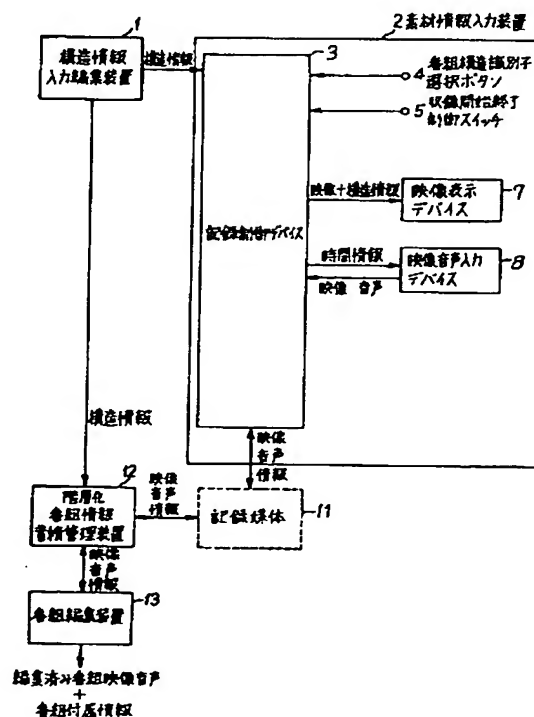 1
構造情報
入力編集装置
構造情報
2素材情報入力装置
3
記録制御デバイス
4
番組構造識別子
選択ボタン
5
収録開始終了
制御スイッチ
映像+構造情報
映像表示
デバイス
7
時間情報
映像 音声
映像音声入力
デバイス
8
構造情報
映像
音声
情報
12
階層化
番組情報
蓄積管理装置
映像
音声
情報
記録媒体
11
映像
音声
情報
13
番組編集装置
編集済み番組映像音声
+
番組付属情報